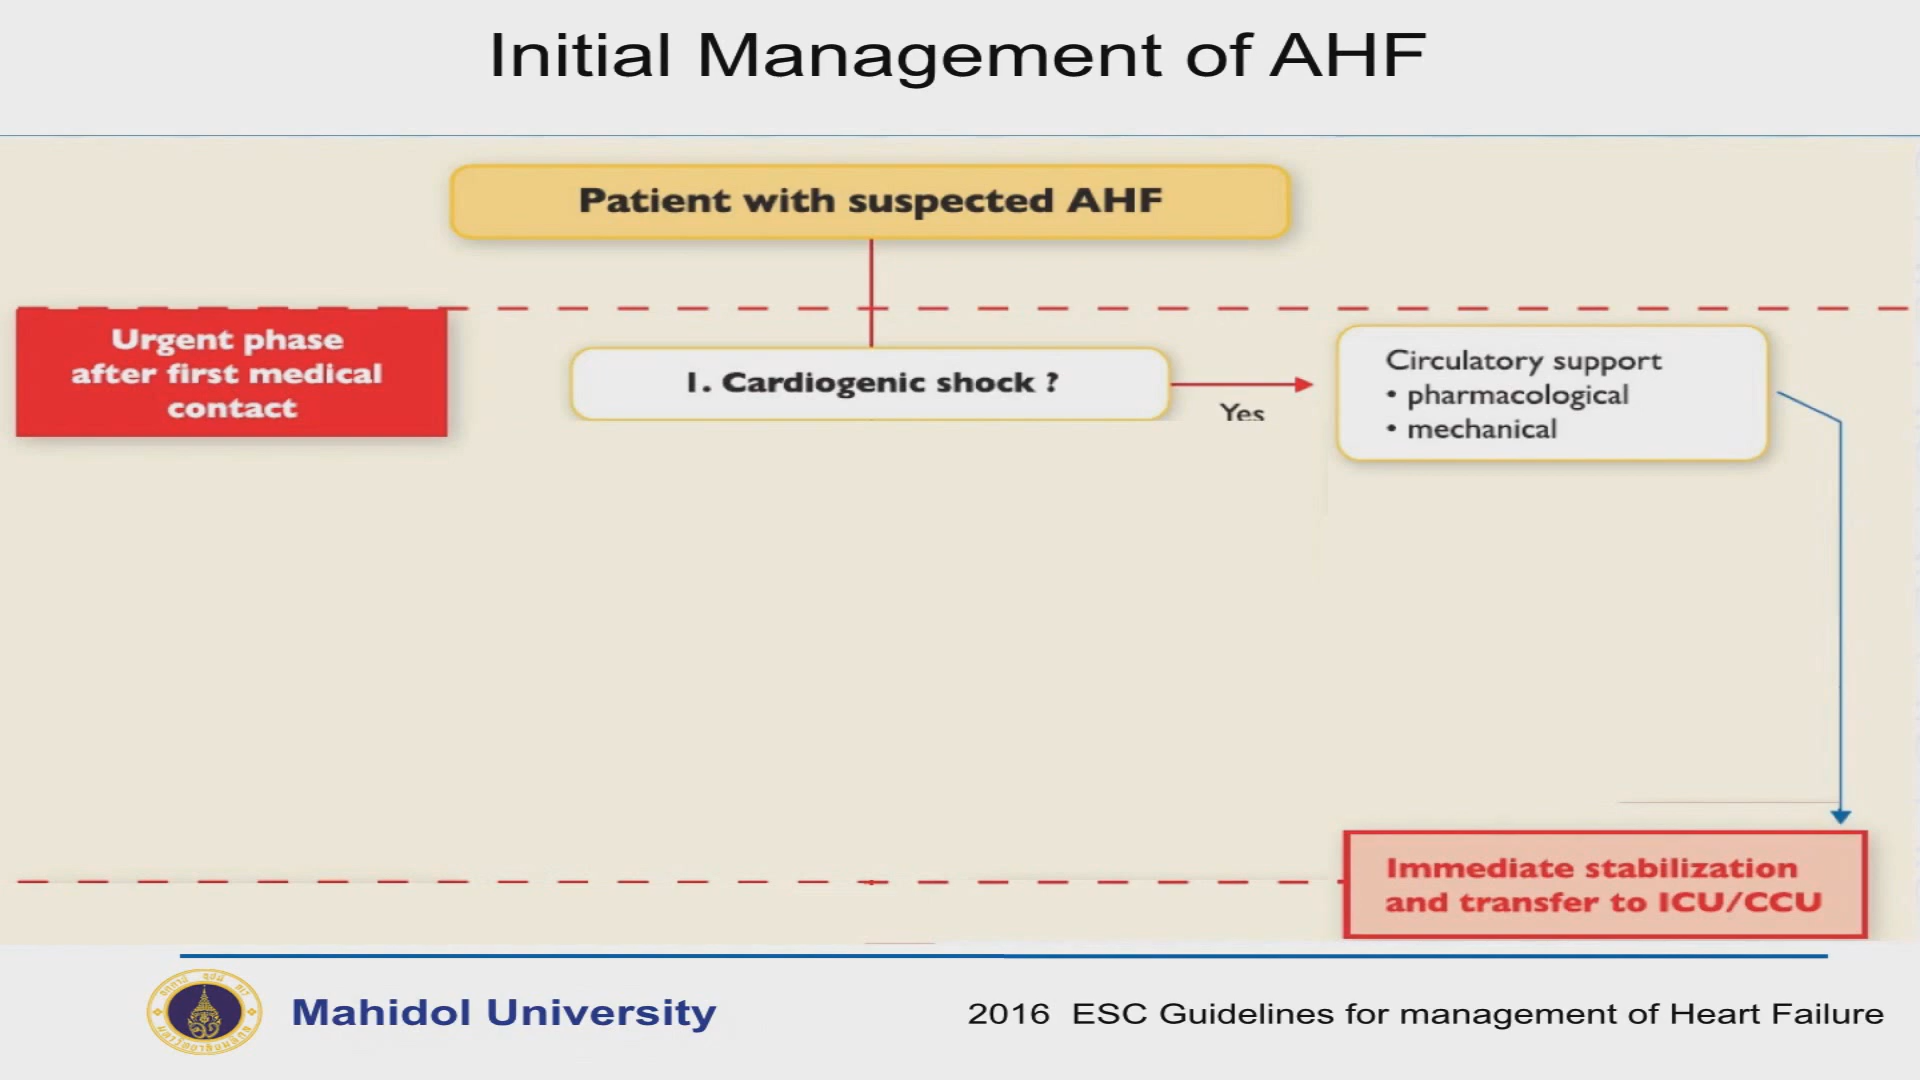 Initial Management of AHF
Patient with suspected AHF
Urgent phase
after first medical
contact
1. Cardiogenic shock ?
Yes
Circulatory support
• pharmacological
• mechanical
Immediate stabilization
and transfer to ICU/CCU
Mahidol University
2016 ESC Guidelines for management of Heart Failure